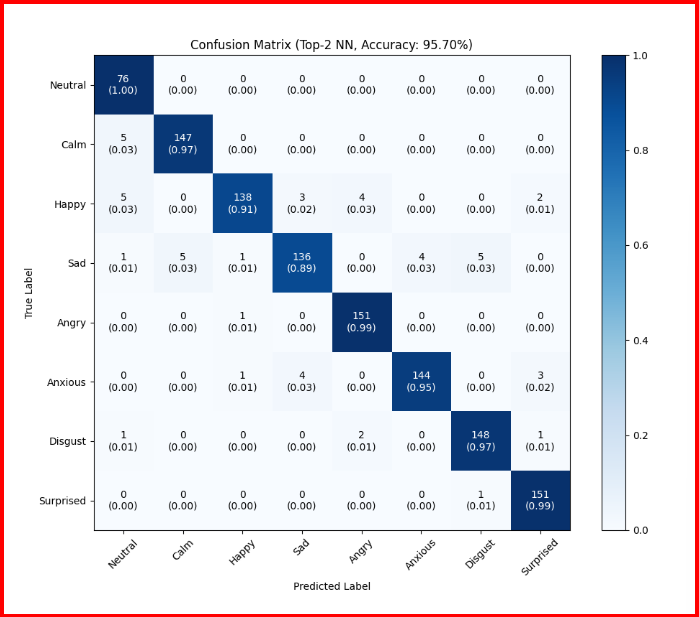 Confusion Matrix (Top-2 NN, Accuracy: 95.70%)
Neutral 76 0 0 0 0 0 0 0
(1.00) (0.00) (0.00) (0.00) (0.00) (0.00) (0.00) (0.00)
Calm 5 147 0 0 0 0 0 0
(0.03) (0.97) (0.00) (0.00) (0.00) (0.00) (0.00) (0.00)
Happy 5 0 138 3 4 0 0 2
(0.03) (0.00) (0.91) (0.02) (0.03) (0.00) (0.00) (0.01)
Sad 1 5 1 136 0 4 5 0
(0.01) (0.03) (0.01) (0.89) (0.00) (0.03) (0.03) (0.00)
Angry 0 0 1 0 151 0 0 0
(0.00) (0.00) (0.01) (0.00) (0.99) (0.00) (0.00) (0.00)
Anxious 0 0 1 4 0 144 0 3
(0.00) (0.00) (0.01) (0.03) (0.00) (0.95) (0.00) (0.02)
Disgust 1 0 0 0 2 0 148 1
(0.01) (0.00) (0.00) (0.00) (0.01) (0.00) (0.97) (0.01)
Surprised 0 0 0 0 0 0 1 151
(0.00) (0.00) (0.00) (0.00) (0.00) (0.00) (0.01) (0.99)
Neutral Calm Happy Sad Angry Anxious Disgust Surprised
Predicted Label
True Label
1.0
0.8
0.6
0.4
0.2
0.0